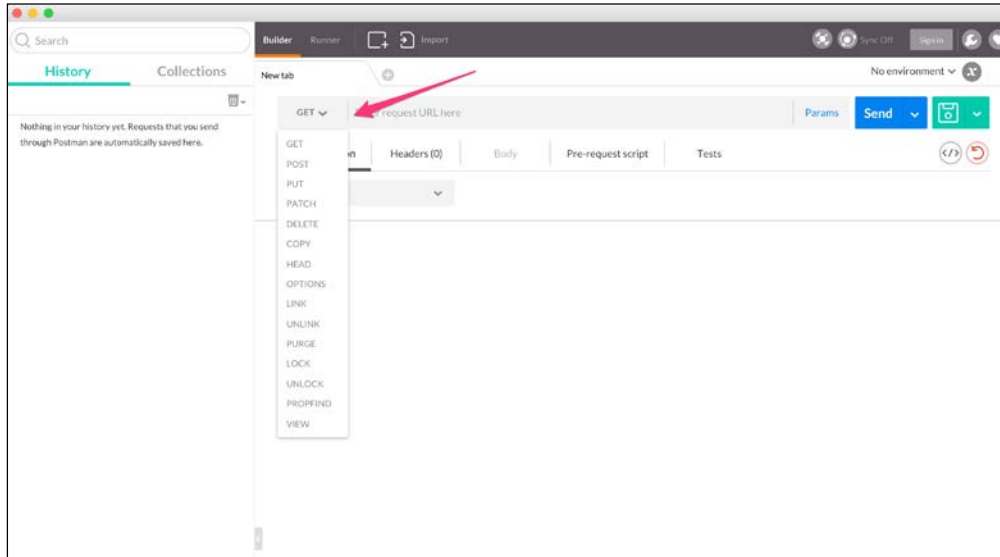 Search
Builder Runner Import Sync Off Sign in
History Collections
New tab
No environment
GET request URL here Params Send
Nothing in your history yet. Requests that you send
through Postman are automatically saved here.
on Headers (0) Body Pre-request script Tests
GET
POST
PUT
PATCH
DELETE
COPY
HEAD
OPTIONS
LINK
UNLINK
PURGE
LOCK
UNLOCK
PROPFIND
VIEW